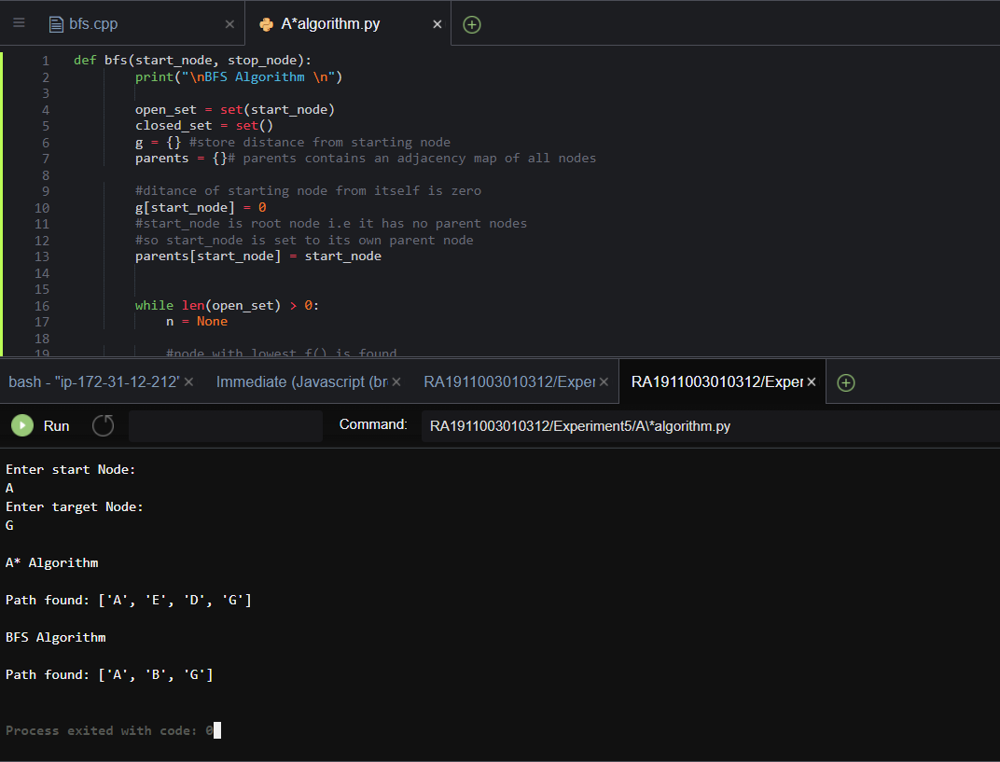 bfs.cpp × A*algorithm.py ×
1 def bfs(start_node, stop_node):
2 print("\nBFS Algorithm \n")
3
4 open_set = set(start_node)
5 closed_set = set()
6 g = {} #store distance from starting node
7 parents = {}# parents contains an adjacency map of all nodes
8
9 #ditance of starting node from itself is zero
10 g[start_node] = 0
11 #start_node is root node i.e it has no parent nodes
12 #so start_node is set to its own parent node
13 parents[start_node] = start_node
14
15
16 while len(open_set) > 0:
17 n = None
18
19 #node with lowest f() is found
bash - "ip-172-31-12-212" × Immediate (Javascript (br × RA1911003010312/Exper × RA1911003010312/Exper ×
Run Command: RA1911003010312/Experiment5/A\*algorithm.py
Enter start Node:
A
Enter target Node:
G
A* Algorithm
Path found: ['A', 'E', 'D', 'G']
BFS Algorithm
Path found: ['A', 'B', 'G']
Process exited with code: 0